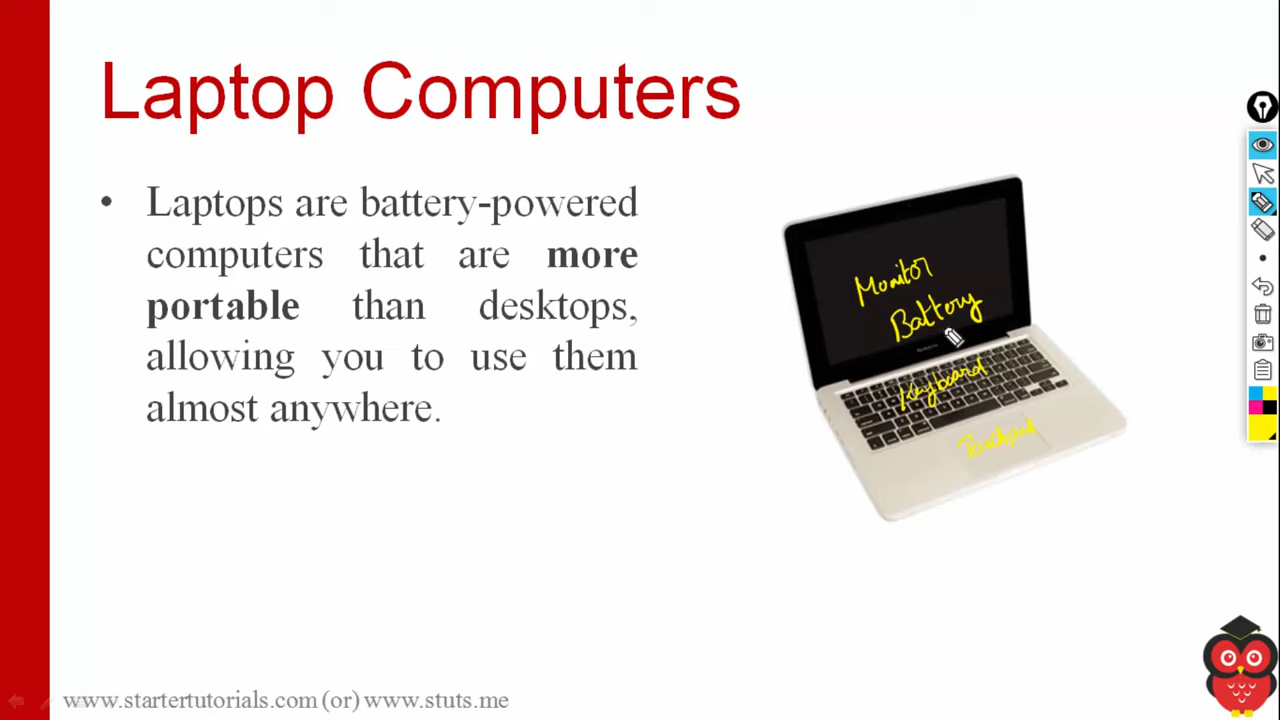 Laptop Computers
• Laptops are battery-powered
computers that are more
portable than desktops,
allowing you to use them
almost anywhere.
Monitor
Battery
Keyboard
www.startertutorials.com (or) www.stuts.me